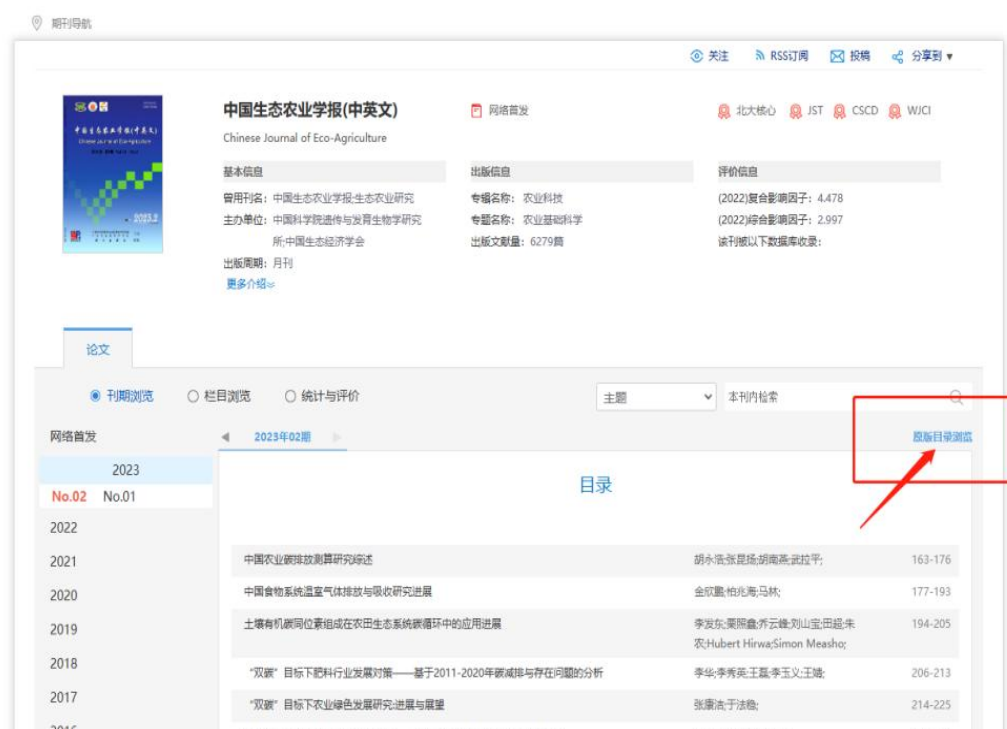 期刊导航
关注 RSS订阅 投稿 分享到▼
中国生态农业学报(中英文)
Chinese Journal of Eco-Agriculture
2023.2
中国生态农业学报(中英文) 网络首发 北大核心 JST CSCD WJCI
Chinese Journal of Eco-Agriculture
基本信息 出版信息 评价信息
曾用刊名：中国生态农业学报;生态农业研究 专辑名称：农业科技 (2022)复合影响因子：4.478
主办单位：中国科学院遗传与发育生物学研究 专题名称：农业基础科学 (2022)综合影响因子：2.997
所;中国生态经济学会 出版文献量：6279篇 该刊被以下数据库收录：
出版周期：月刊
更多介绍
论文
刊期浏览 栏目浏览 统计与评价 主题 本刊内检索
网络首发 2023年02期 原版目录浏览
2023
No.02 No.01
目录
2022
2021 中国农业碳排放测算研究综述 胡永浩;张昆扬;胡南燕;武拉平; 163-176
2020 中国食物系统温室气体排放与吸收研究进展 金欣鹏;柏兆海;马林; 177-193
2019 土壤有机碳同位素组成在农田生态系统碳循环中的应用进展 李发东;栗照鑫;乔云峰;刘山宝;田超;朱 194-205
农;Hubert Hirwa;Simon Measho;
2018 “双碳”目标下肥料行业发展对策——基于2011-2020年碳减排与存在问题的分析 李华;李秀英;王磊;李玉义;王婧; 206-213
2017 “双碳”目标下农业绿色发展研究:进展与展望 张康洁;于法稳; 214-225